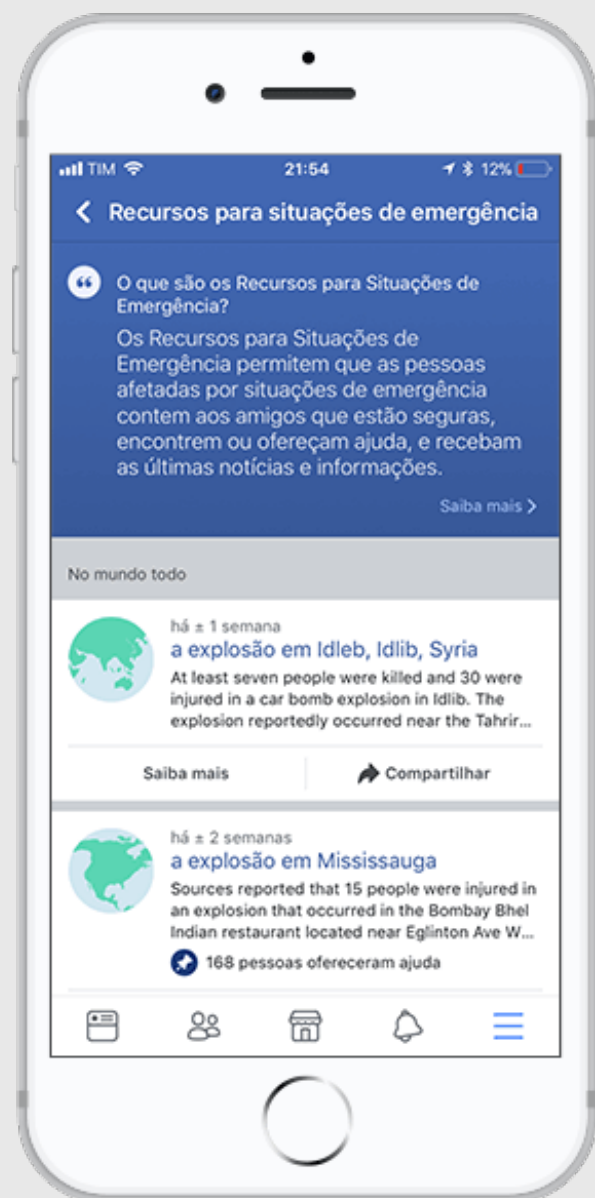 TIM 21:54 12%
Recursos para situações de emergência
O que são os Recursos para Situações de
Emergência?
Os Recursos para Situações de
Emergência permitem que as pessoas
afetadas por situações de emergência
contem aos amigos que estão seguras,
encontrem ou ofereçam ajuda, e recebam
as últimas notícias e informações.
Saiba mais
No mundo todo
há ± 1 semana
a explosão em Idleb, Idlib, Syria
At least seven people were killed and 30 were
injured in a car bomb explosion in Idlib. The
explosion reportedly occurred near the Tahrir...
Saiba mais Compartilhar
há ± 2 semanas
a explosão em Mississauga
Sources reported that 15 people were injured in
an explosion that occurred in the Bombay Bhel
Indian restaurant located near Eglinton Ave W...
168 pessoas ofereceram ajuda